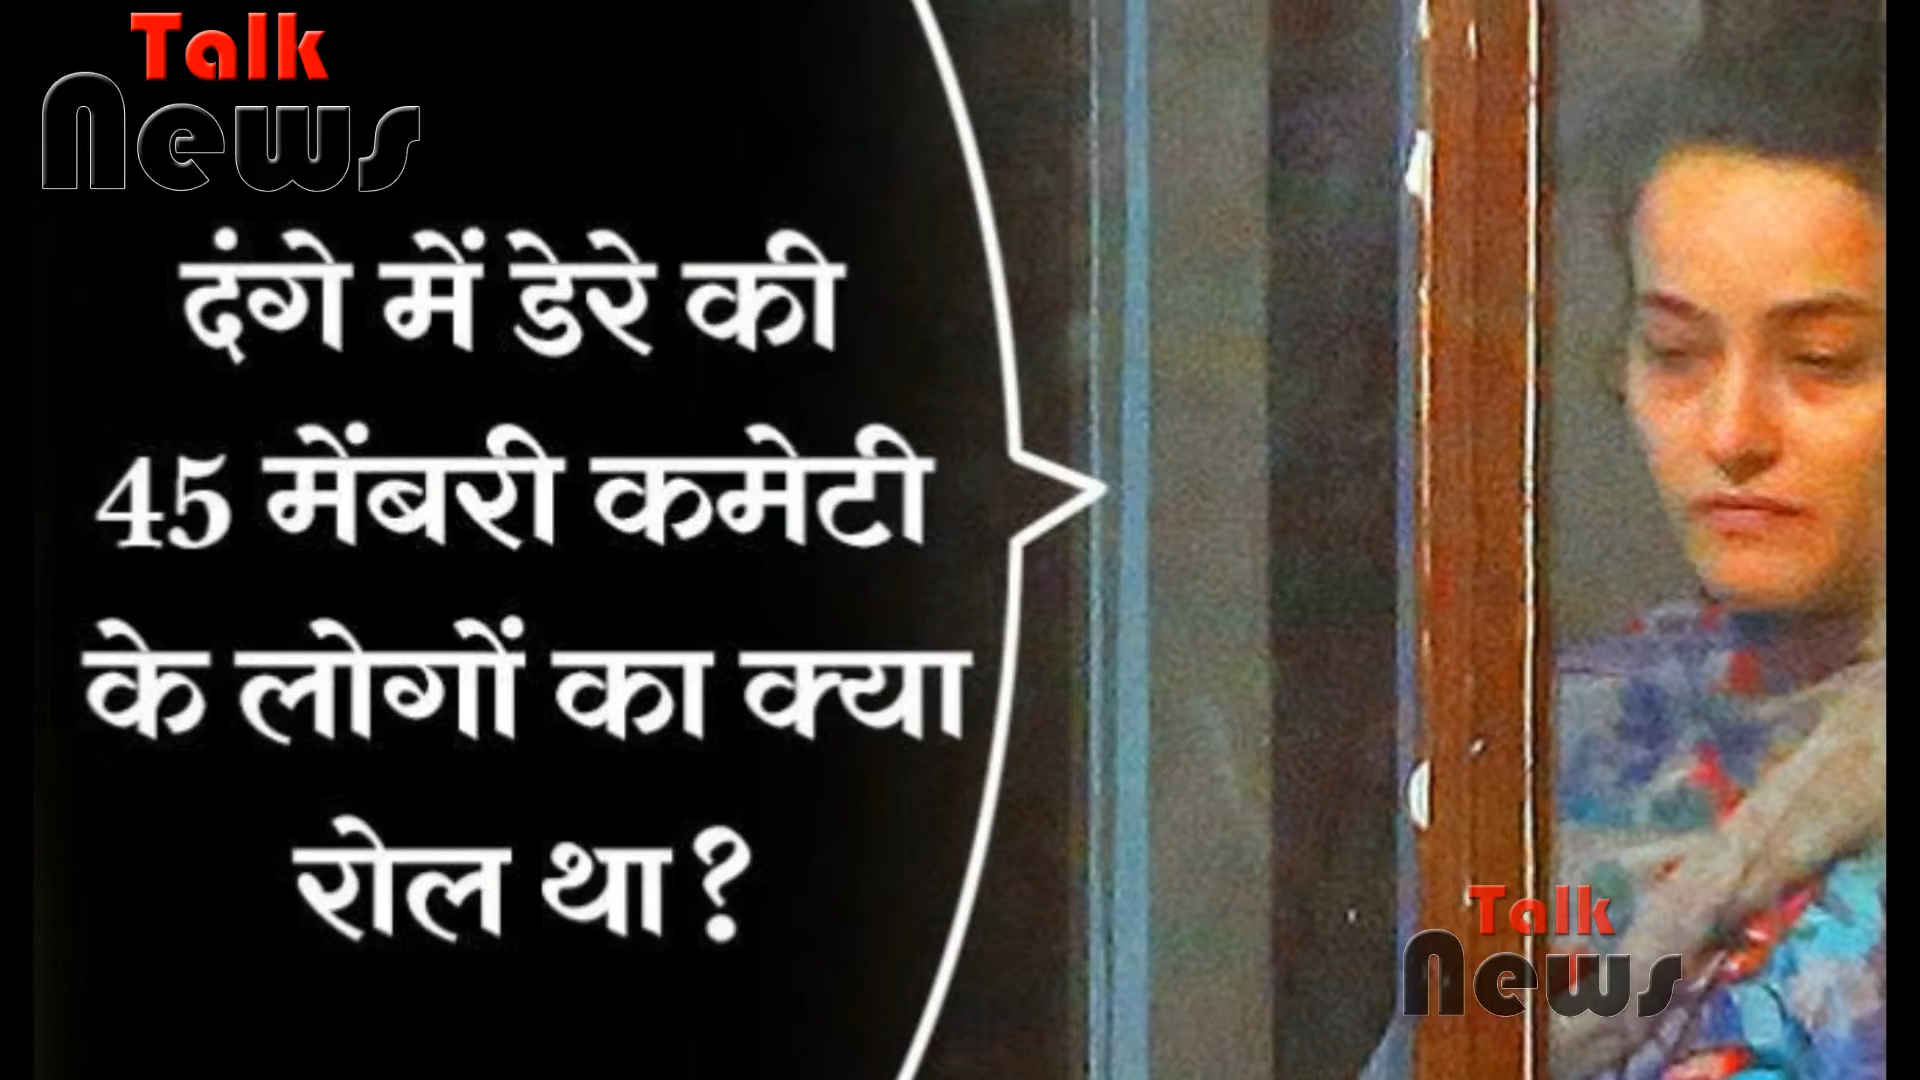 Talk
News
दंगे में डेरे की
45 मेंबरी कमेटी
के लोगों का क्या
रोल था?
Talk
News